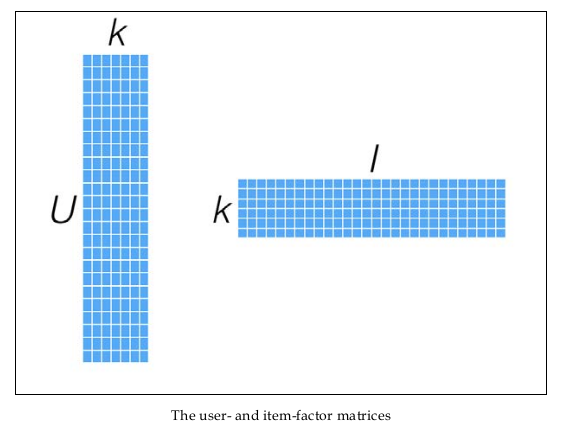 k
U
I
k
The user- and item-factor matrices